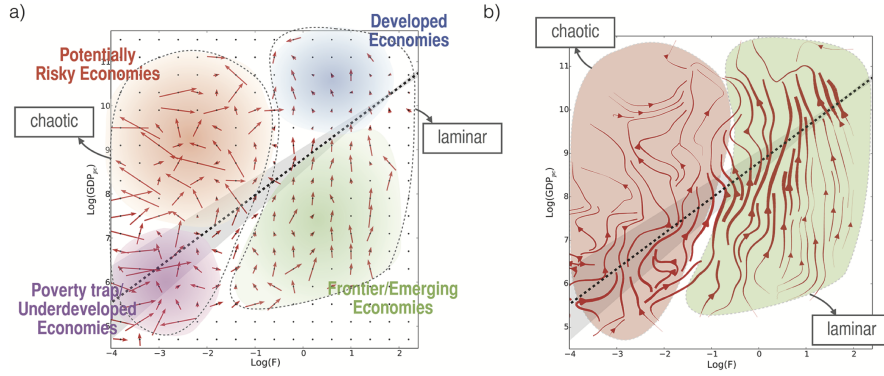 a)
Potentially
Risky Economies
Developed
Economies
chaotic
laminar
Poverty trap/
Underdeveloped
Economies
Frontier/Emerging
Economies
Log(GDPpc)
11
10
9
8
7
6
5
−4
−3
−2
−1
0
1
2
Log(F)
b)
chaotic
laminar
Log(GDPpc)
11
10
9
8
7
6
5
−4
−3
−2
−1
0
1
2
Log(F)